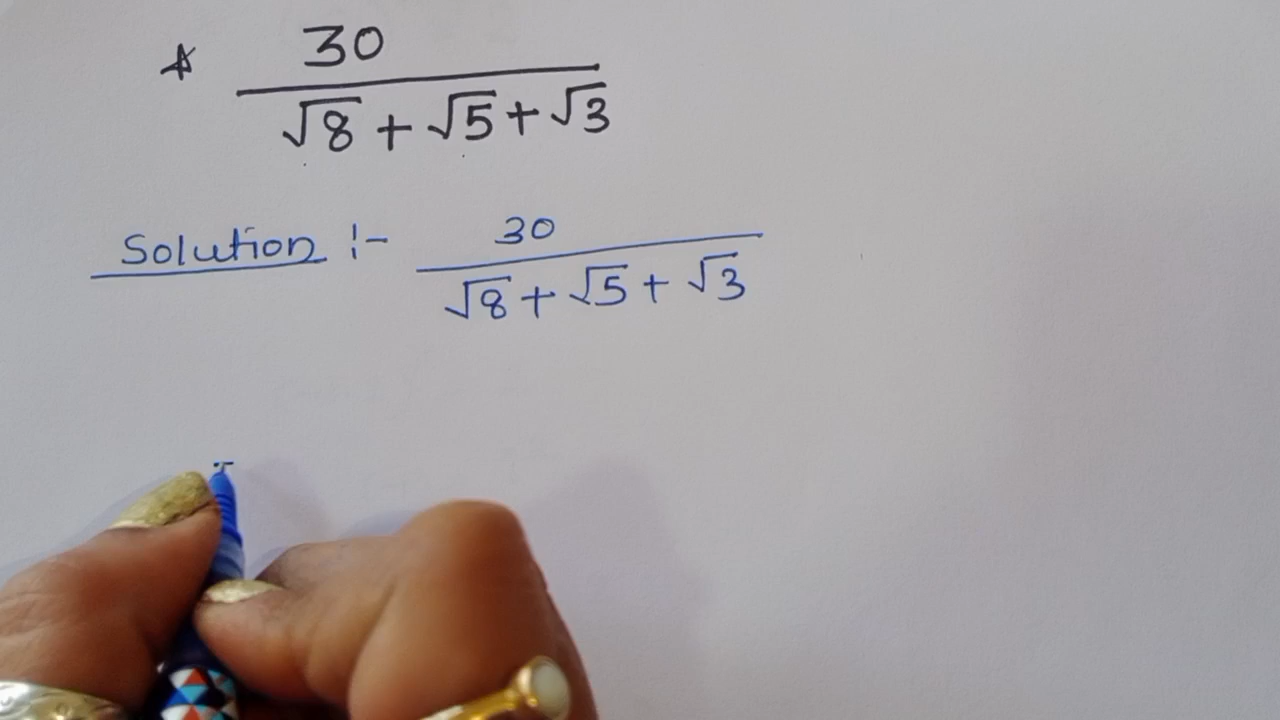 * 30
√8 + √5 + √3
Solution :- 30
√8 + √5 + √3